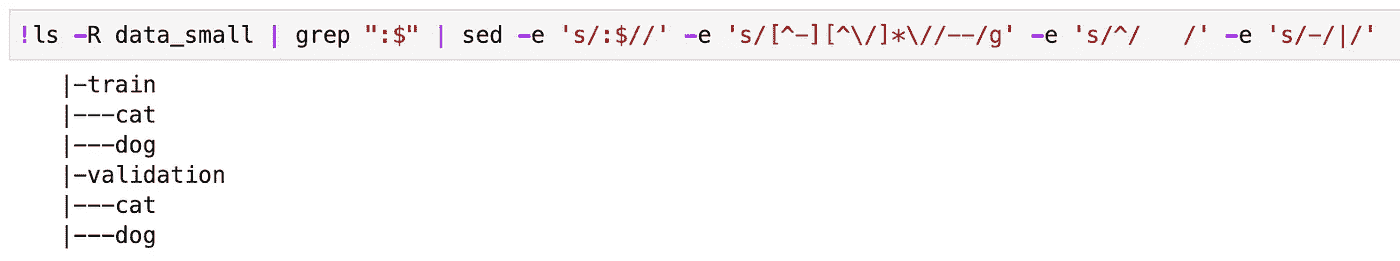 !ls -R data_small | grep ":$" | sed -e 's/:$//' -e 's/[^-][^\/]*\//--/g' -e 's/^/   /' -e 's/-/|/'
   |-train
   |---cat
   |---dog
   |-validation
   |---cat
   |---dog